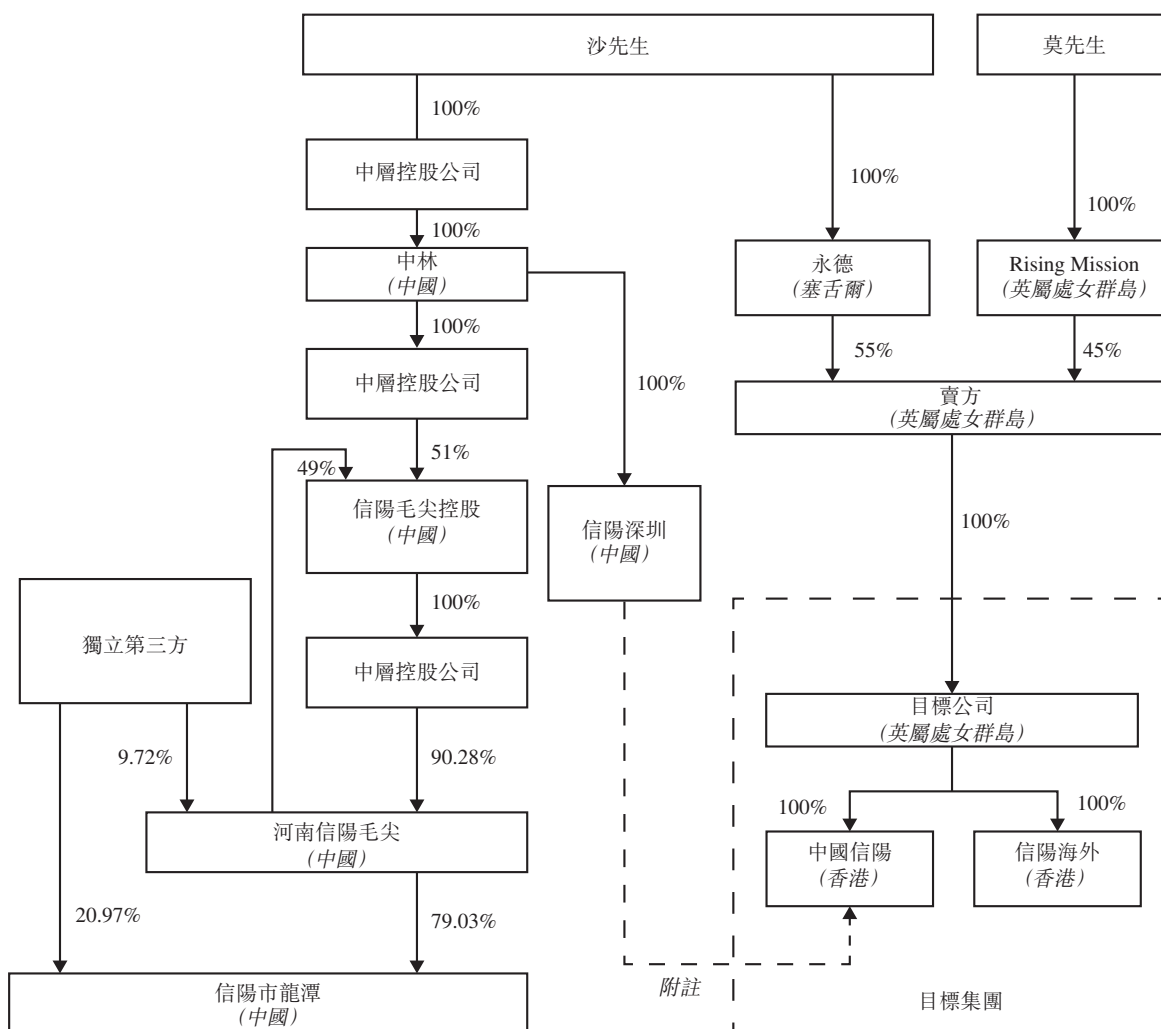 沙先生
莫先生
100%
中層控股公司
100%
100%
100%
中林
(中國)
永德
(塞舌爾)
Rising Mission
(英屬處女群島)
100%
55%
45%
中層控股公司
100%
賣方
(英屬處女群島)
49%
51%
信陽毛尖控股
(中國)
信陽深圳
(中國)
100%
100%
獨立第三方
中層控股公司
目標公司
(英屬處女群島)
9.72%
90.28%
100%
100%
河南信陽毛尖
(中國)
中國信陽
(香港)
信陽海外
(香港)
20.97%
79.03%
附註
信陽市龍潭
(中國)
目標集團